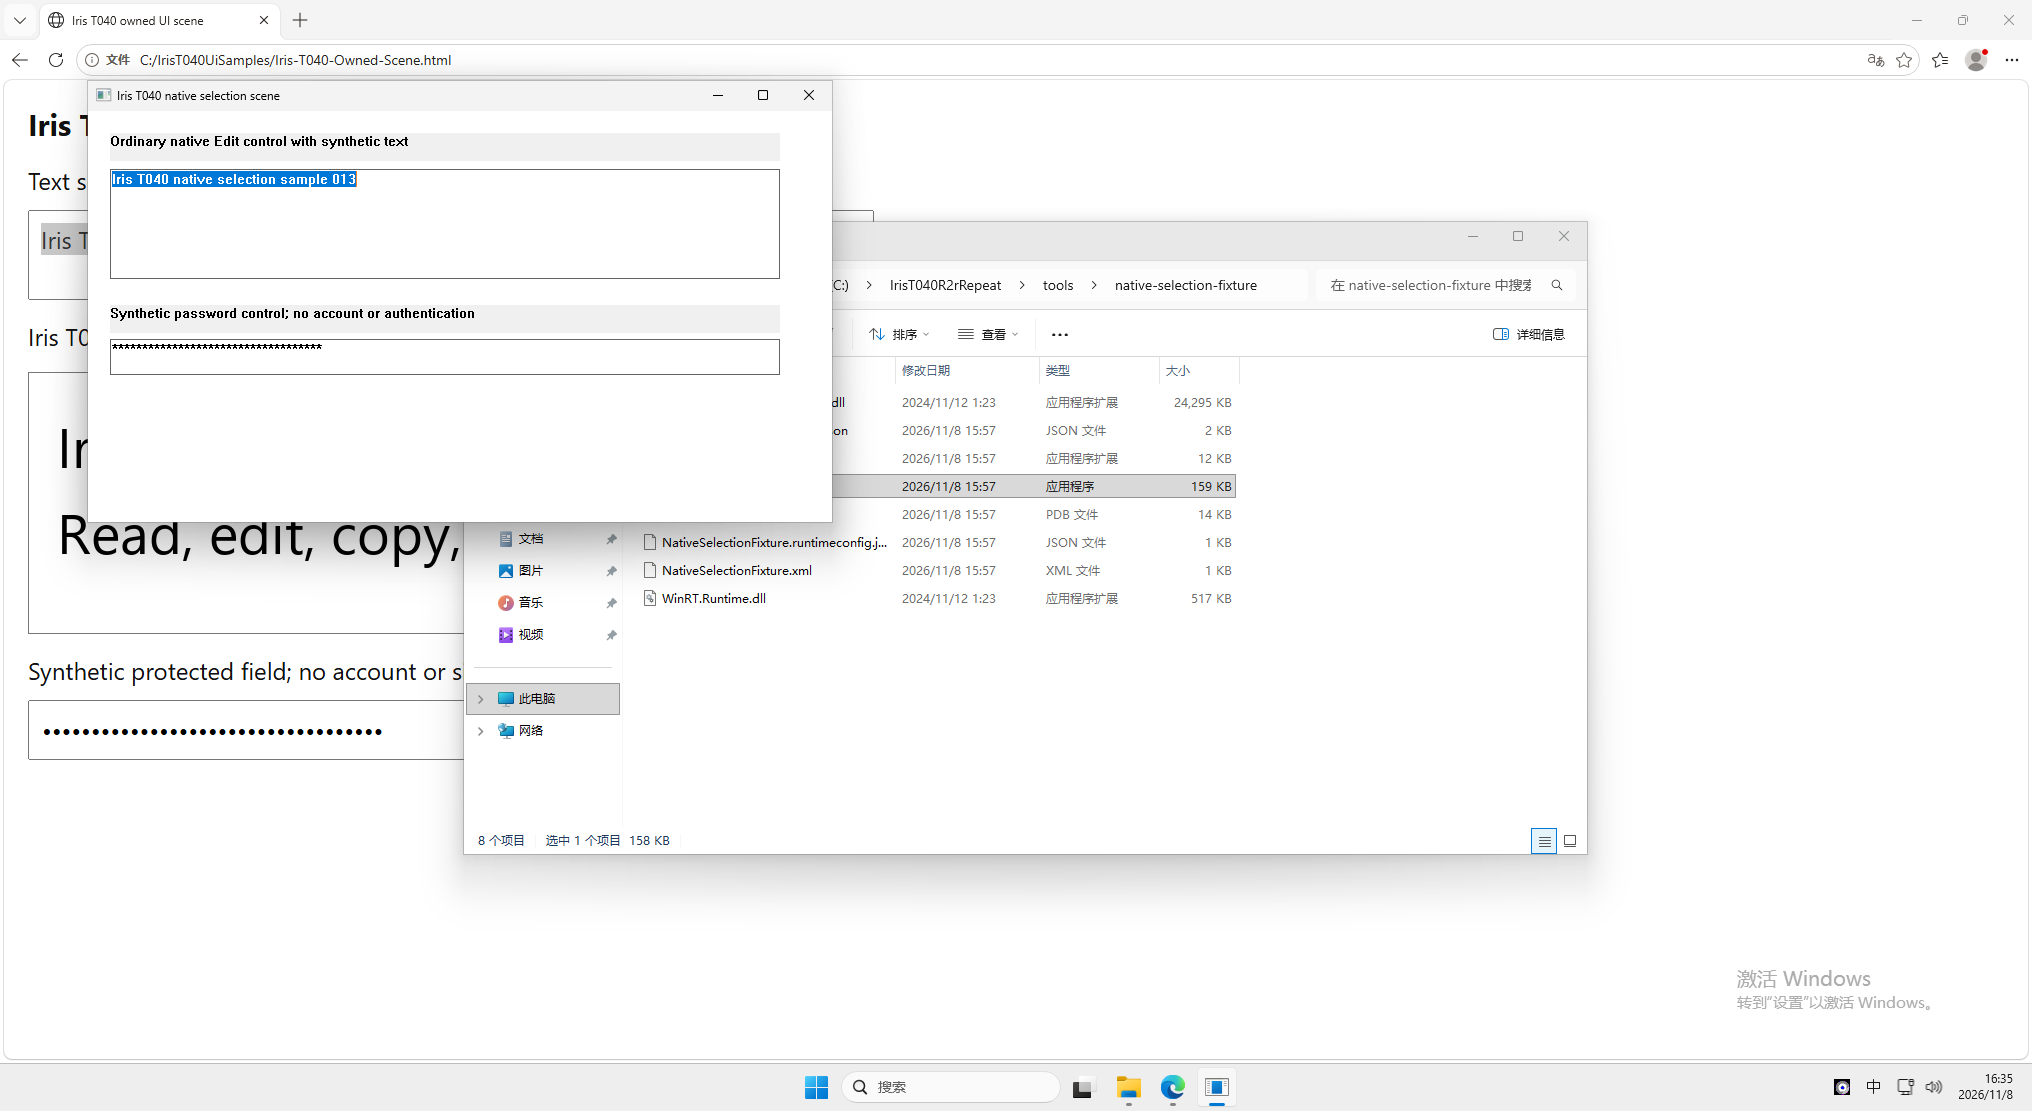 Iris T040 owned UI scene
文件 C:/IrisT040UiSamples/Iris-T040-Owned-Scene.html
Iris T040 native selection scene
Iris
Ordinary native Edit control with synthetic text
Text s
Iris T040 native selection sample 013
Iris T
(C:) IrisT040R2rRepeat tools native-selection-fixture 在 native-selection-fixture 中搜索
Synthetic password control; no account or authentication
Iris T0
***********************************
排序 查看 ... 详细信息
修改日期 类型 大小
dll 2024/11/12 1:23 应用程序扩展 24,295 KB
on 2026/11/8 15:57 JSON 文件 2 KB
2026/11/8 15:57 应用程序扩展 12 KB
2026/11/8 15:57 应用程序 159 KB
2026/11/8 15:57 PDB 文件 14 KB
Read, edit, copy,
文档
NativeSelectionFixture.runtimeconfig.j... 2026/11/8 15:57 JSON 文件 1 KB
图片
NativeSelectionFixture.xml 2026/11/8 15:57 XML 文件 1 KB
音乐
WinRT.Runtime.dll 2024/11/12 1:23 应用程序扩展 517 KB
视频
Synthetic protected field; no account or s
此电脑
•••••••••••••••••••••••••••••••••••
网络
8 个项目 选中 1 个项目 158 KB
激活 Windows
转到"设置"以激活 Windows。
搜索
中
16:35
2026/11/8